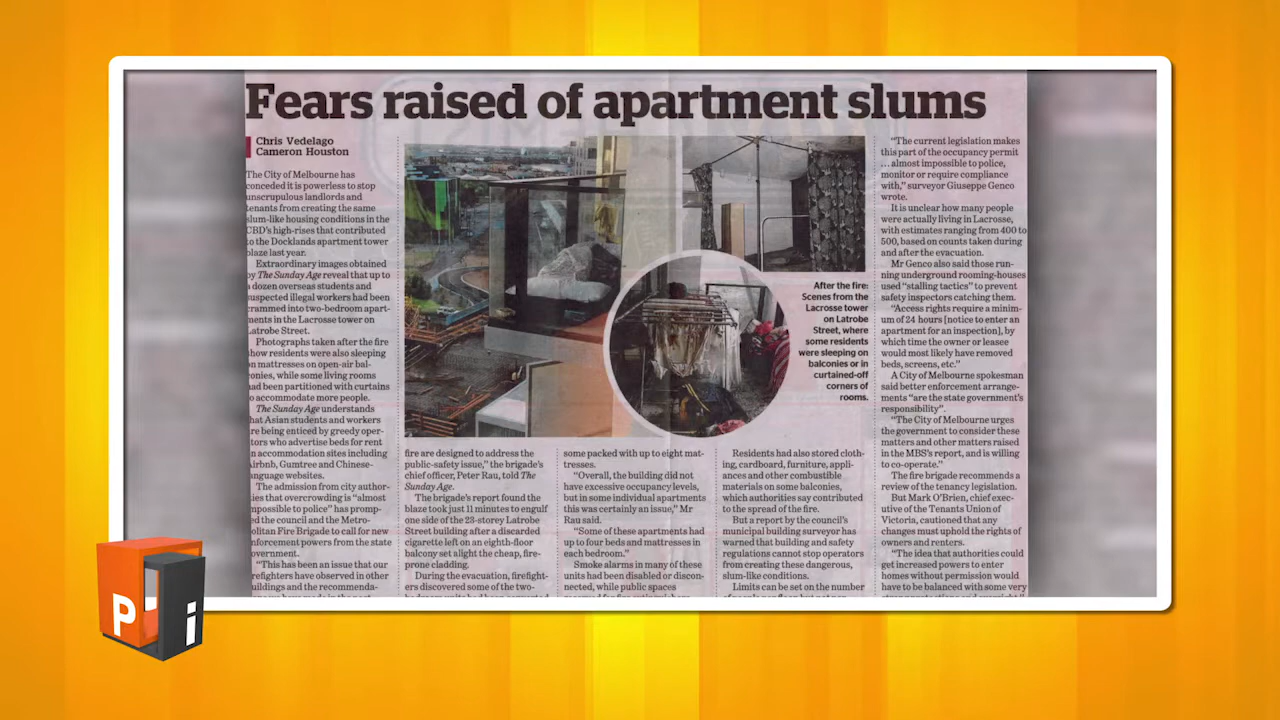 Fears raised of apartment slums
Chris Vedelago
Cameron Houston
The City of Melbourne has
conceded it is powerless to stop
unscrupulous landlords and
tenants from creating the same
slum-like housing conditions in the
CBD's high-rises that contributed
to the Docklands apartment tower
blaze last year.
Extraordinary images obtained
by The Sunday Age reveal that up to
a dozen overseas students and
suspected illegal workers had been
crammed into two-bedroom apart-
ments in the Lacrosse tower on
Latrobe Street.
Photographs taken after the fire
show residents were also sleeping
on mattresses on open-air bal-
conies, while some living rooms
had been partitioned with curtains
to accommodate more people.
The Sunday Age understands
that Asian students and workers
are being enticed by greedy oper-
ators who advertise beds for rent
on accommodation sites including
Airbnb, Gumtree and Chinese-
language websites.
The admission from city author-
ities that overcrowding is "almost
impossible to police" has promp-
ted the council and the Metro-
politan Fire Brigade to call for new
enforcement powers from the state
government.
"This has been an issue that our
firefighters have observed in other
buildings and the recommenda-
fire are designed to address the
public-safety issue," the brigade's
chief officer, Peter Rau, told The
Sunday Age.
The brigade's report found the
blaze took just 11 minutes to engulf
one side of the 23-storey Latrobe
Street building after a discarded
cigarette left on an eighth-floor
balcony set alight the cheap, fire-
prone cladding.
During the evacuation, firefight-
ers discovered some of the two-
some packed with up to eight mat-
tresses.
"Overall, the building did not
have excessive occupancy levels,
but in some individual apartments
this was certainly an issue," Mr
Rau said.
"Some of these apartments had
up to four beds and mattresses in
each bedroom."
Smoke alarms in many of these
units had been disabled or discon-
nected, while public spaces
After the fire:
Scenes from the
Lacrosse tower
on Latrobe
Street, where
some residents
were sleeping on
balconies or in
curtained-off
corners of
rooms.
Residents had also stored cloth-
ing, cardboard, furniture, appli-
ances and other combustible
materials on some balconies,
which authorities say contributed
to the spread of the fire.
But a report by the council's
municipal building surveyor has
warned that building and safety
regulations cannot stop operators
from creating these dangerous,
slum-like conditions.
Limits can be set on the number
"The current legislation makes
this part of the occupancy permit
... almost impossible to police,
monitor or require compliance
with," surveyor Giuseppe Genco
wrote.
It is unclear how many people
were actually living in Lacrosse,
with estimates ranging from 400 to
500, based on counts taken during
and after the evacuation.
Mr Genco also said those run-
ning underground rooming-houses
used "stalling tactics" to prevent
safety inspectors catching them.
"Access rights require a minim-
um of 24 hours [notice to enter an
apartment for an inspection], by
which time the owner or leasee
would most likely have removed
beds, screens, etc."
A City of Melbourne spokesman
said better enforcement arrange-
ments "are the state government's
responsibility".
"The City of Melbourne urges
the government to consider these
matters and other matters raised
in the MBS's report, and is willing
to co-operate."
The fire brigade recommends a
review of the tenancy legislation.
But Mark O'Brien, chief exec-
utive of the Tenants Union of
Victoria, cautioned that any
changes must uphold the rights of
owners and renters.
"The idea that authorities could
get increased powers to enter
homes without permission would
have to be balanced with some very
P i